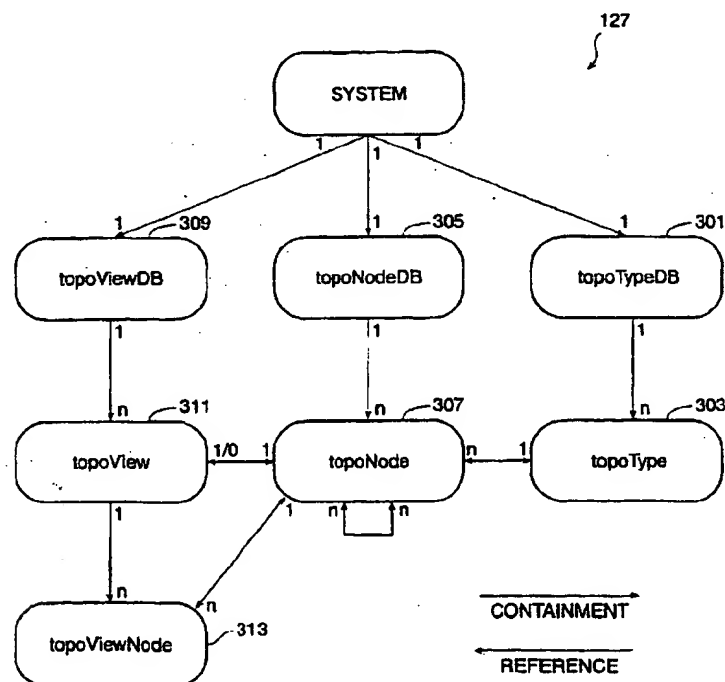 127
SYSTEM
1 1 1
1 1 1
309 305 301
topoViewDB topoNodeDB topoTypeDB
1 1 1
n n n
311 307 303
topoView 1/0 1 topoNode n 1 topoType
1 1 n n
n n
topoViewNode 313
CONTAINMENT
REFERENCE